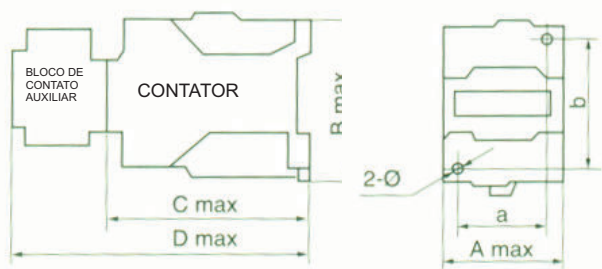 BLOCO DE
CONTATO
AUXILIAR
CONTATOR
B max
C max
D max
2-Ø
b
a
A max